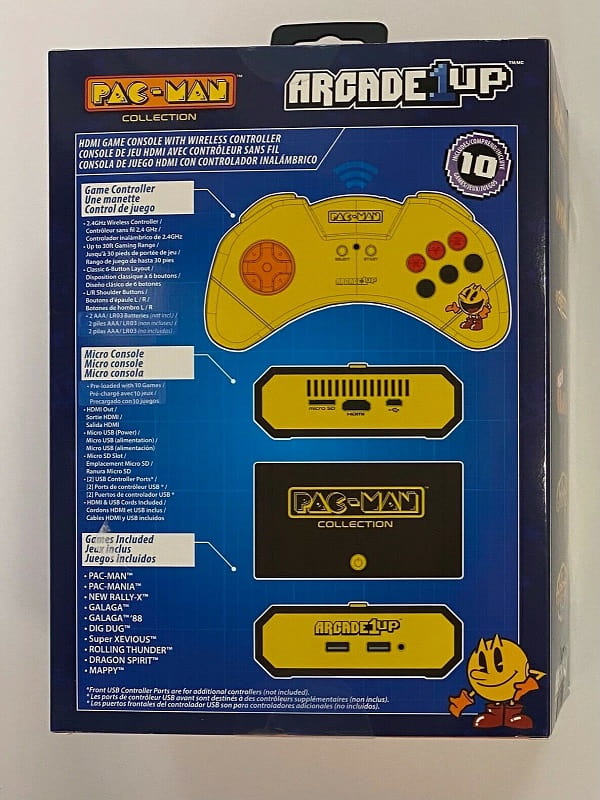 PAC-MAN™
COLLECTION
ARCADE1UP
TM/MC
HDMI GAME CONSOLE WITH WIRELESS CONTROLLER
CONSOLE DE JEU HDMI AVEC CONTRÔLEUR SANS FIL
CONSOLA DE JUEGO HDMI CON CONTROLADOR INALÁMBRICO
INCLUDES/COMPREND/INCLUYE
10
GAMES/JEUX/JUEGOS
Game Controller
Une manette
Control de juego
• 2.4GHz Wireless Controller /
Contrôleur sans fil 2,4 GHz /
Controlador inalámbrico de 2.4GHz
• Up to 30ft Gaming Range /
Jusqu'à 30 pieds de portée de jeu /
Rango de juego de hasta 30 pies
• Classic 6-Button Layout /
Disposition classique à 6 boutons /
Diseño clásico de 6 botones
• L/R Shoulder Buttons /
Boutons d'épaule L / R /
Botones de hombro L / R
• 2 AAA/ LR03 Batteries (not incl) /
2 piles AAA/ LR03 (non incluses) /
2 pilas AAA/ LR03 (no incluidas)
PAC-MAN
SELECT
START
ARCADE1UP
Micro Console
Micro console
Micro consola
• Pre-loaded with 10 Games /
Pré-chargé avec 10 jeux /
Precargado con 10 juegos
• HDMI Out /
Sortie HDMI /
Salida HDMI
• Micro USB (Power) /
Micro USB (alimentation) /
Micro USB (alimentación)
• Micro SD Slot /
Emplacement Micro SD /
Ranura Micro SD
• [2] USB Controller Ports* /
[2] Ports de contrôleur USB* /
[2] Puertos de controlador USB *
• HDMI & USB Cords Included /
Cordons HDMI et USB inclus /
Cables HDMI y USB incluidos
MICRO SD
HDMI
PAC-MAN™
COLLECTION
Games Included
Jeux inclus
Juegos incluidos
• PAC-MAN™
• PAC-MANIA™
• NEW RALLY-X™
• GALAGA™
• GALAGA™ '88
• DIG DUG™
• Super XEVIOUS™
• ROLLING THUNDER™
• DRAGON SPIRIT™
• MAPPY™
ARCADE1UP
*Front USB Controller Ports are for additional controllers (not included).
* Les ports de contrôleur USB avant sont destinés à des contrôleurs supplémentaires (non inclus).
* Los puertos frontales del controlador USB son para controladores adicionales (no incluidos).